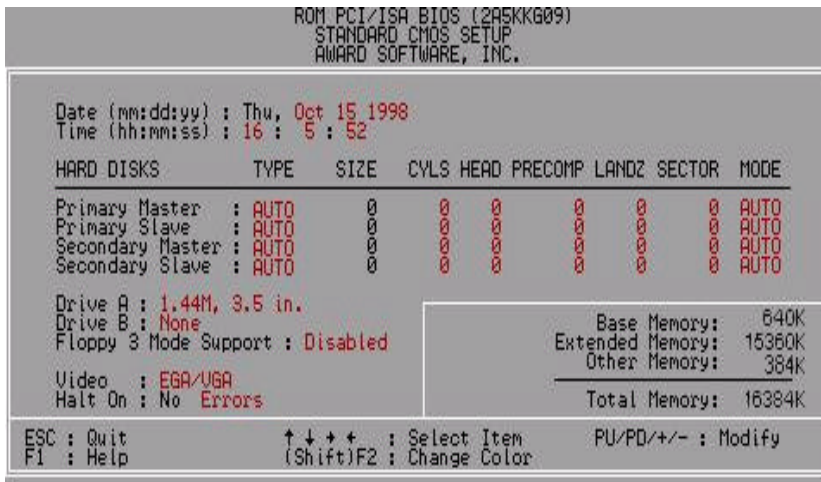 ROM PCI/ISA BIOS (2A5KKG09)
STANDARD CMOS SETUP
AWARD SOFTWARE, INC.
Date (mm:dd:yy) : Thu, Oct 15 1998
Time (hh:mm:ss) : 16 : 5 : 52
HARD DISKS TYPE SIZE CYLS HEAD PRECOMP LANDZ SECTOR MODE
Primary Master : AUTO 0 0 0 0 0 0 AUTO
Primary Slave : AUTO 0 0 0 0 0 0 AUTO
Secondary Master : AUTO 0 0 0 0 0 0 AUTO
Secondary Slave : AUTO 0 0 0 0 0 0 AUTO
Drive A : 1.44M, 3.5 in.
Drive B : None
Floppy 3 Mode Support : Disabled
Video : EGA/VGA
Halt On : No Errors
Base Memory: 640K
Extended Memory: 15360K
Other Memory: 384K
Total Memory: 16384K
ESC : Quit ↑ ↓ → ← : Select Item PU/PD/+/- : Modify
F1 : Help (Shift)F2 : Change Color